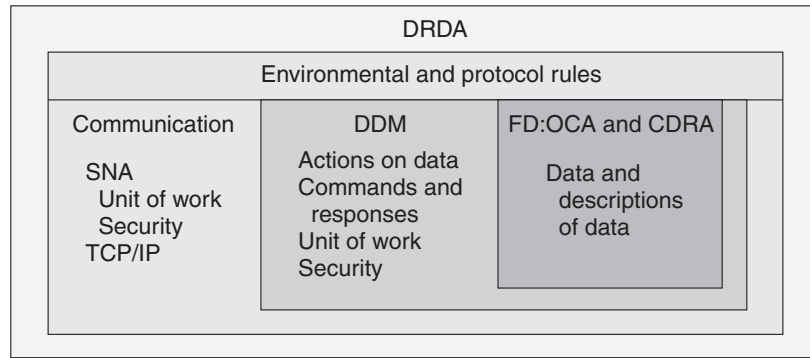 DRDA
Environmental and protocol rules
Communication
SNA
Unit of work
Security
TCP/IP
DDM
Actions on data
Commands and
responses
Unit of work
Security
FD:OCA and CDRA
Data and
descriptions
of data